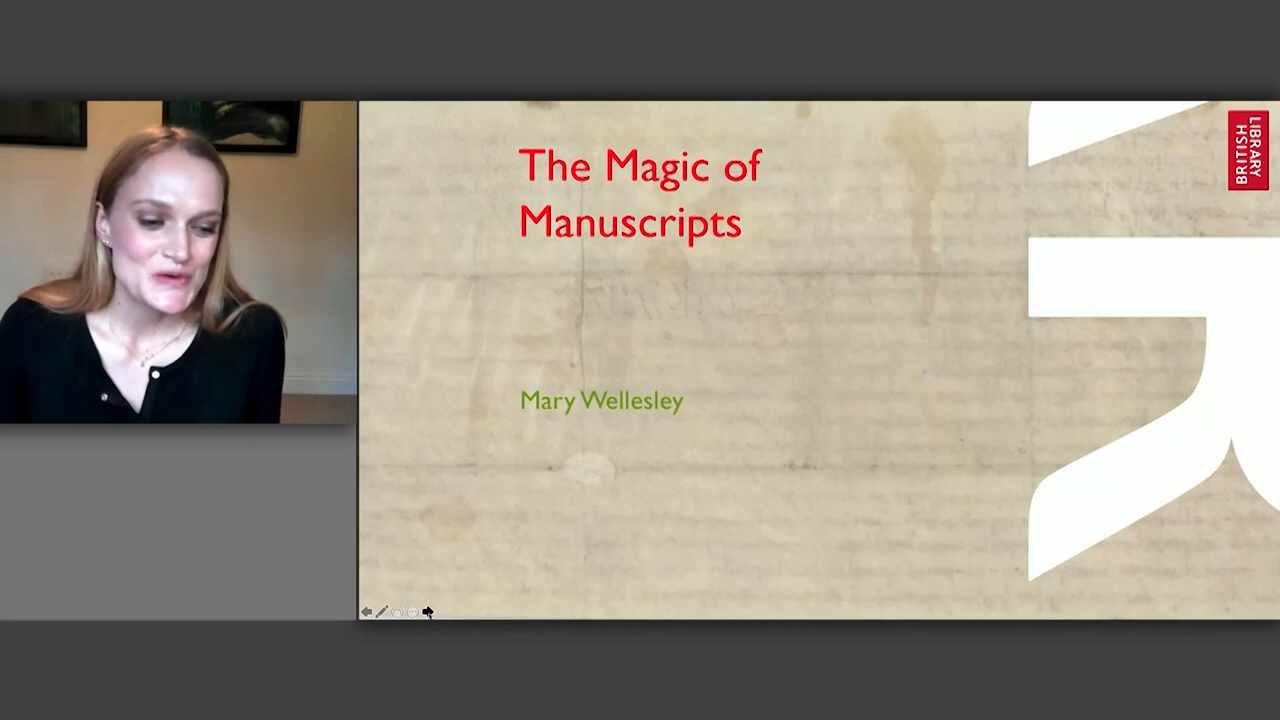 The Magic of
Manuscripts
Mary Wellesley
LIBRARY
BRITISH